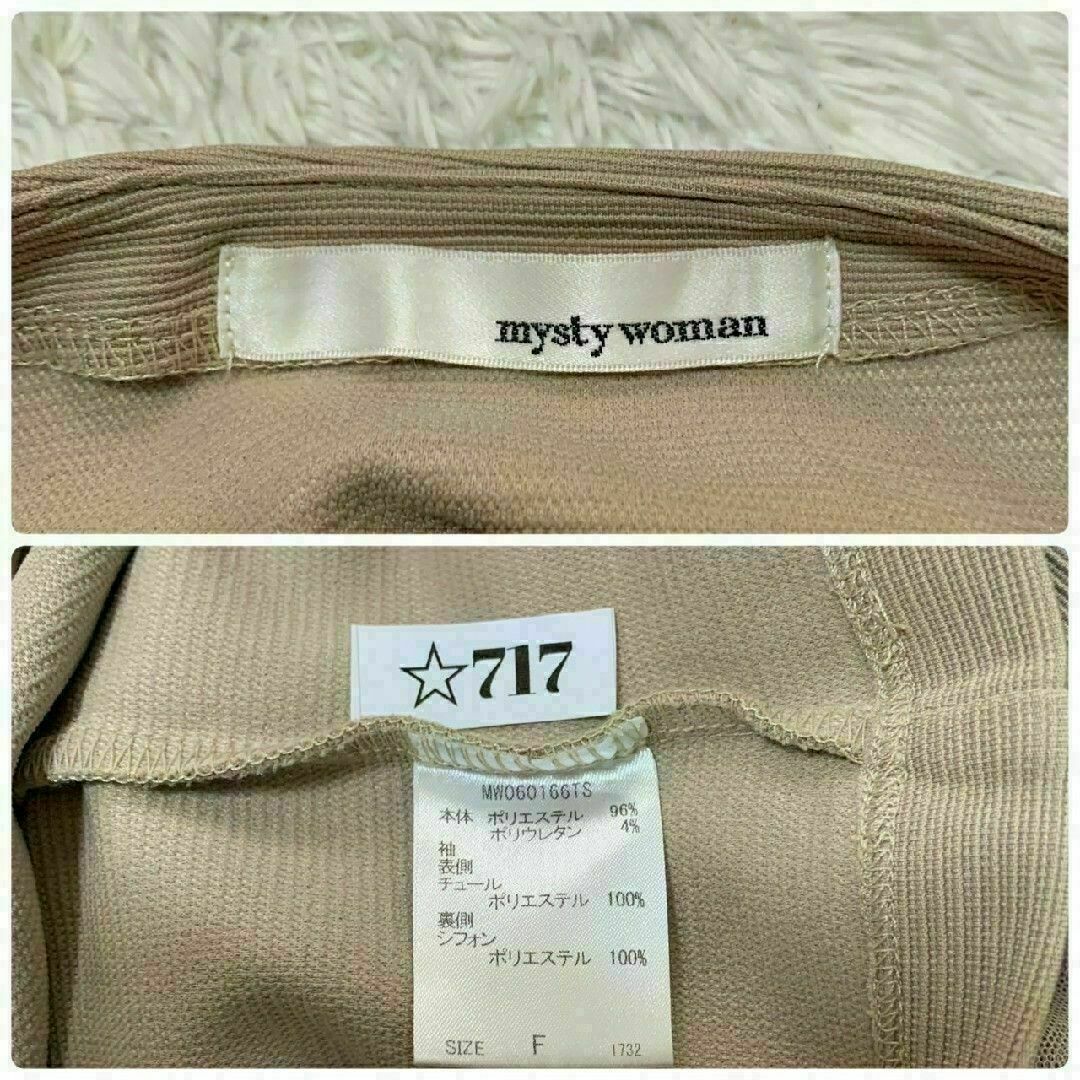 mysty woman
☆717
MW060166TS
本体 ポリエステル 96%
ポリウレタン 4%
袖
表側
チュール
ポリエステル 100%
裏側
シフォン
ポリエステル 100%
SIZE F 1732